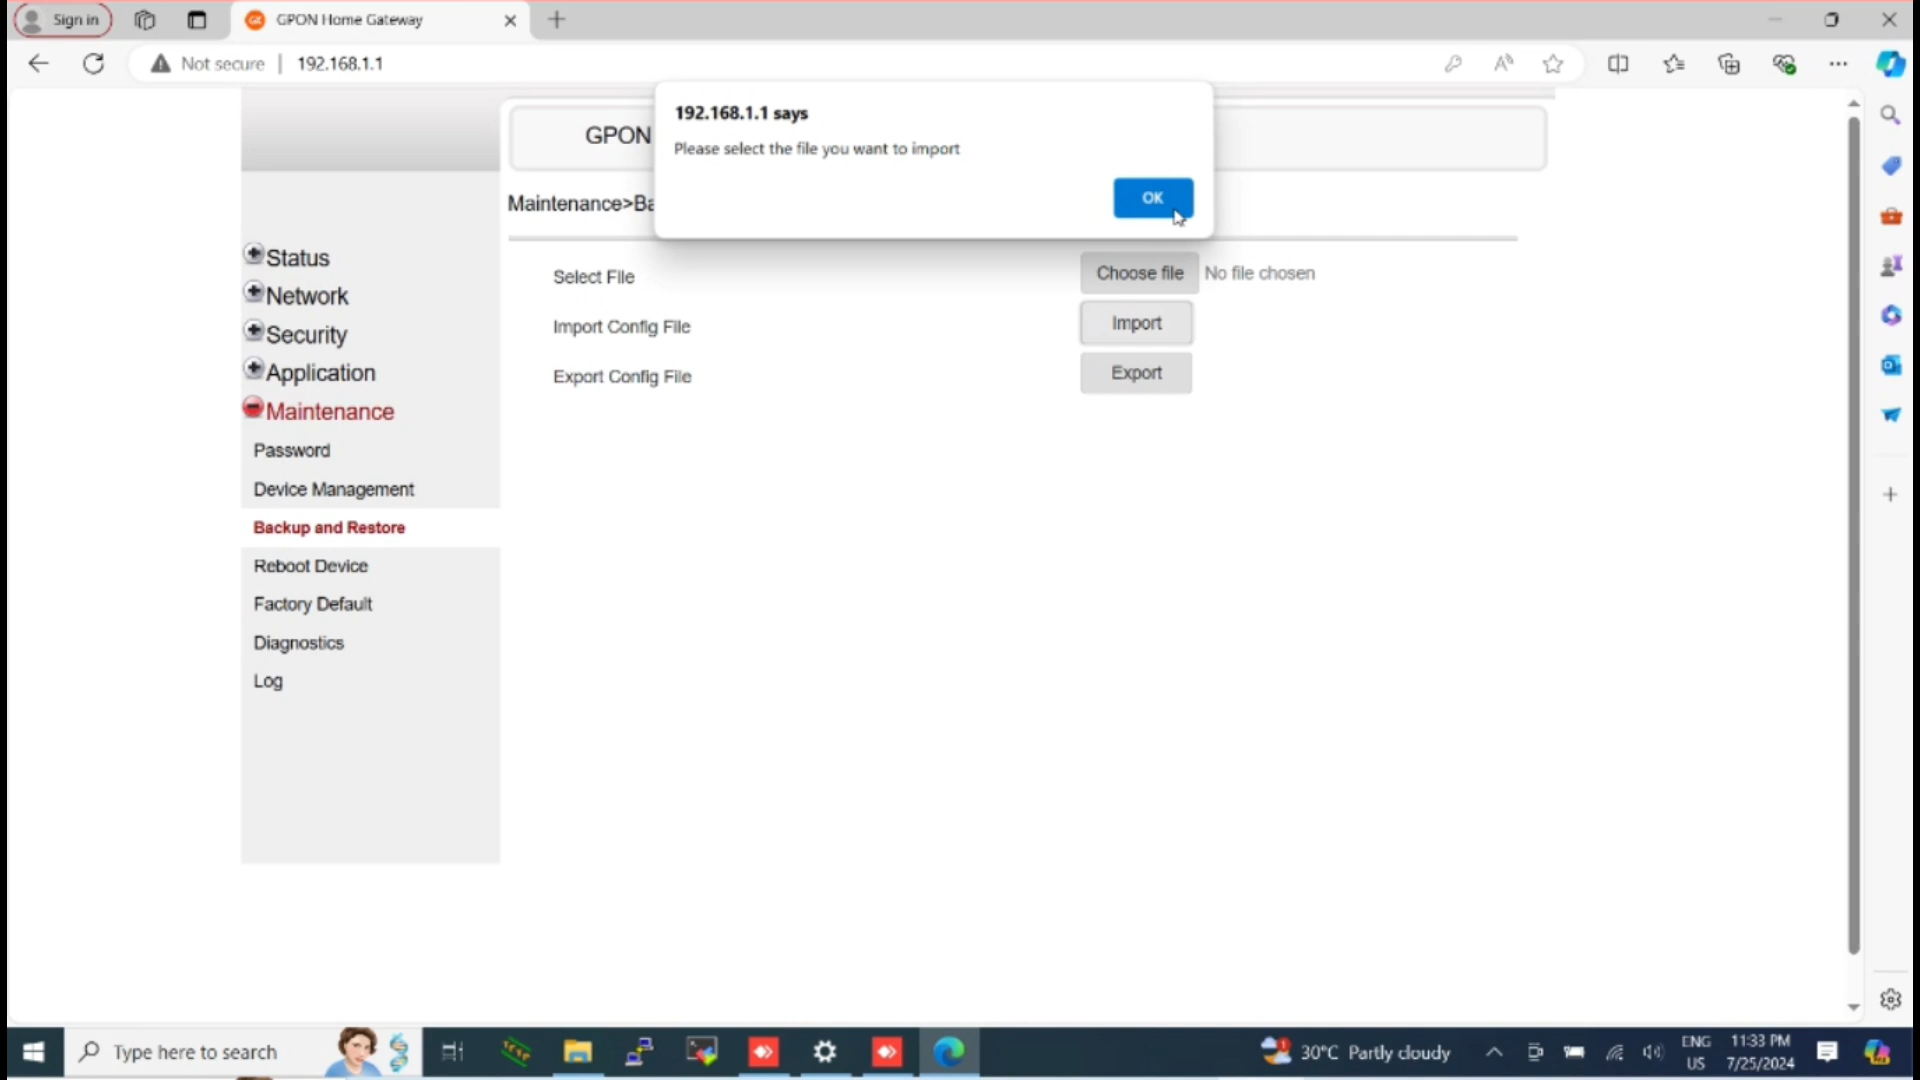 Sign in
GPON Home Gateway
Not secure
192.168.1.1
192.168.1.1 says
Please select the file you want to import
OK
GPON
Maintenance>Ba
Select File
Choose file
No file chosen
Import Config File
Import
Export Config File
Export
Status
Network
Security
Application
Maintenance
Password
Device Management
Backup and Restore
Reboot Device
Factory Default
Diagnostics
Log
Type here to search
30°C Partly cloudy
ENG
US
11:33 PM
7/25/2024